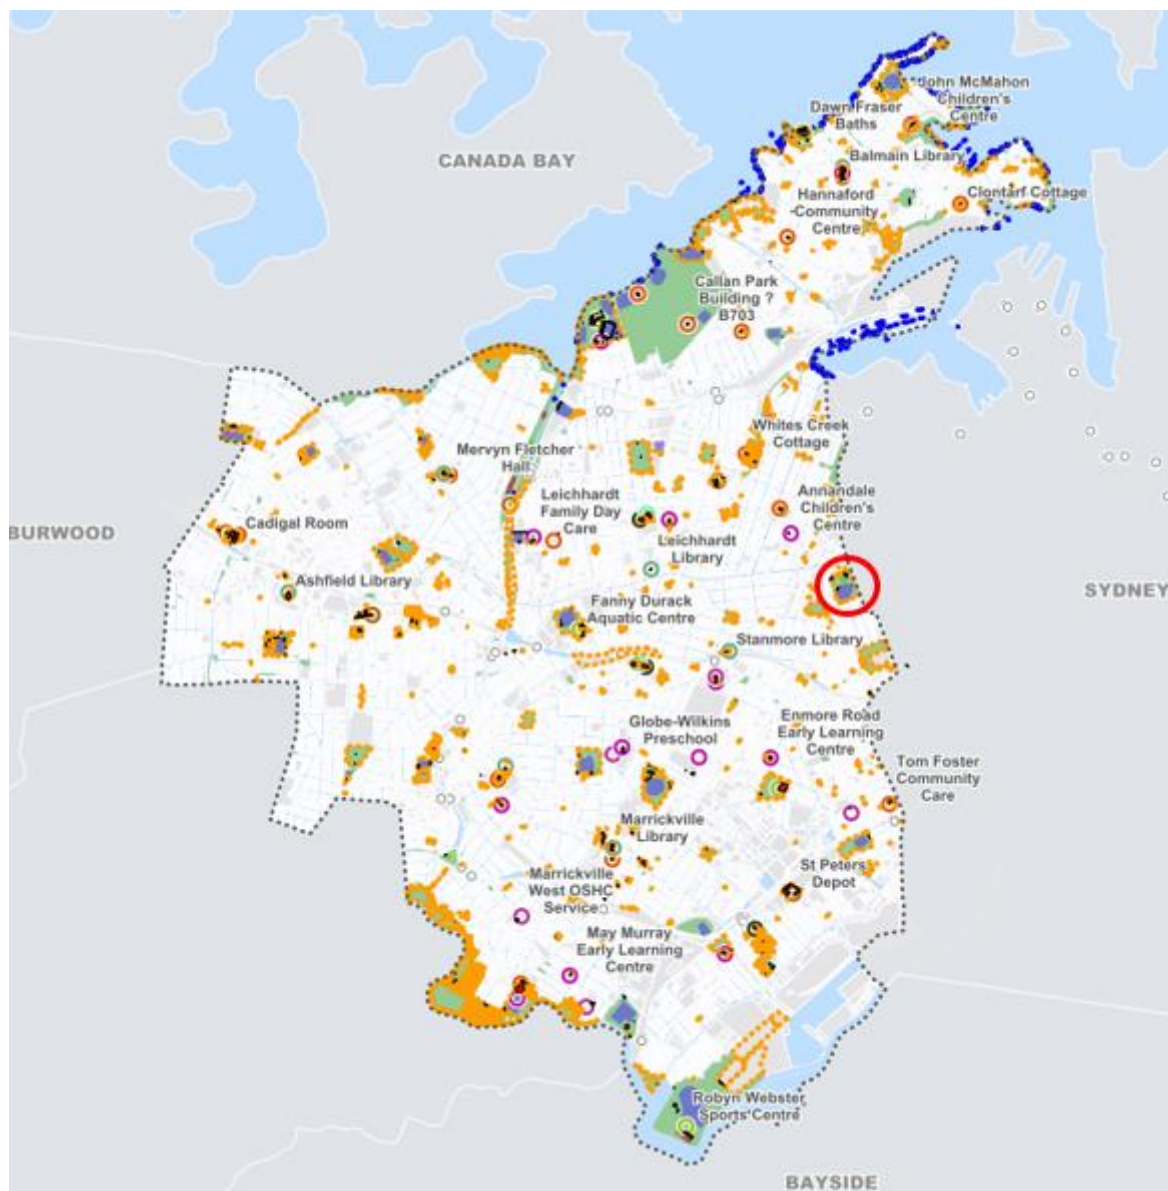 John McMahon
Children's
Centre
Dawn Fraser
Baths
CANADA BAY
Balmain Library
Hannaford
Community
Centre
Clontarf Cottage
Callan Park
Building ?
B703
Whites Creek
Cottage
Mervyn Fletcher
Hall
Leichhardt
Family Day
Care
Annandale
Children's
Centre
BURWOOD
Cadigal Room
Leichhardt
Library
Ashfield Library
SYDNEY
Fanny Durack
Aquatic Centre
Stanmore Library
Globe-Wilkins
Preschool
Enmore Road
Early Learning
Centre
Tom Foster
Community
Care
Marrickville
Library
St Peters
Depot
Marrickville
West OSHC
Service
May Murray
Early Learning
Centre
Robyn Webster
Sports Centre
BAYSIDE